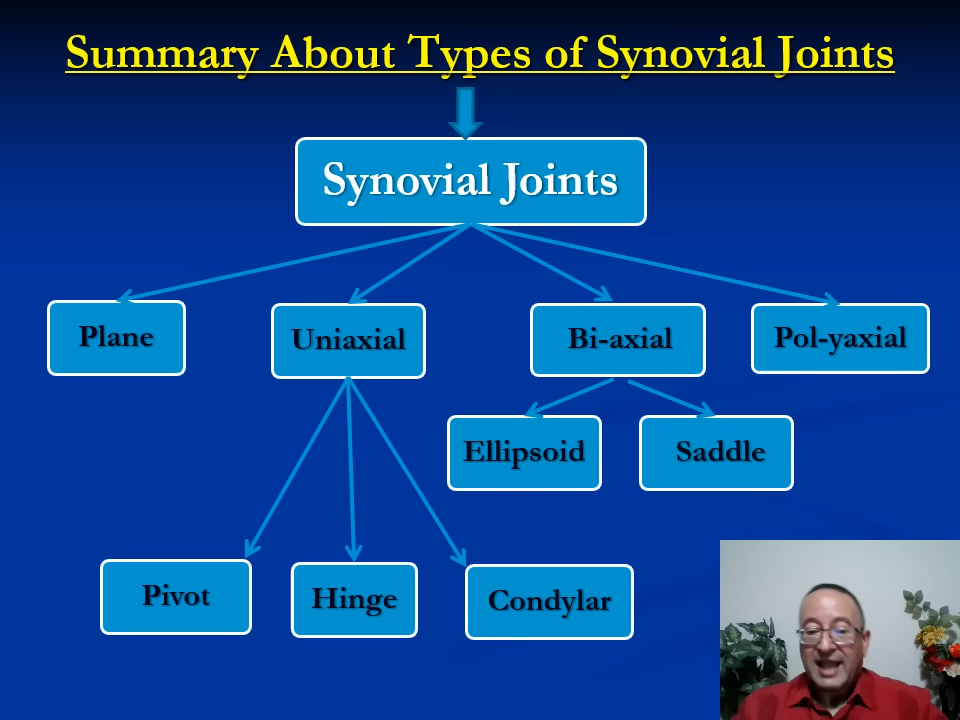 Summary About Types of Synovial Joints
Synovial Joints
Plane
Uniaxial
Bi-axial
Pol-yaxial
Ellipsoid
Saddle
Pivot
Hinge
Condylar